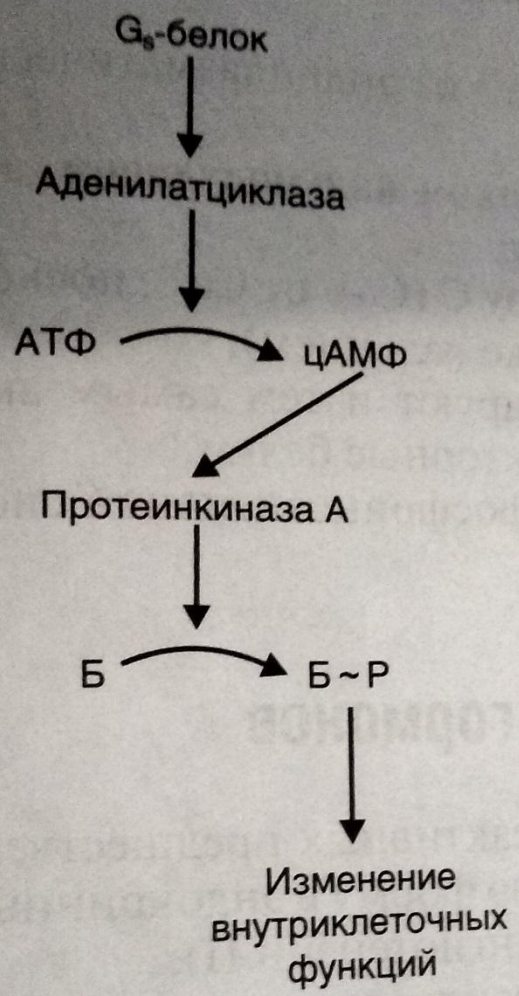 Gs-белок
Аденилатциклаза
АТФ цАМФ
Протеинкиназа А
Б Б ~ Р
Изменение
внутриклеточных
функций